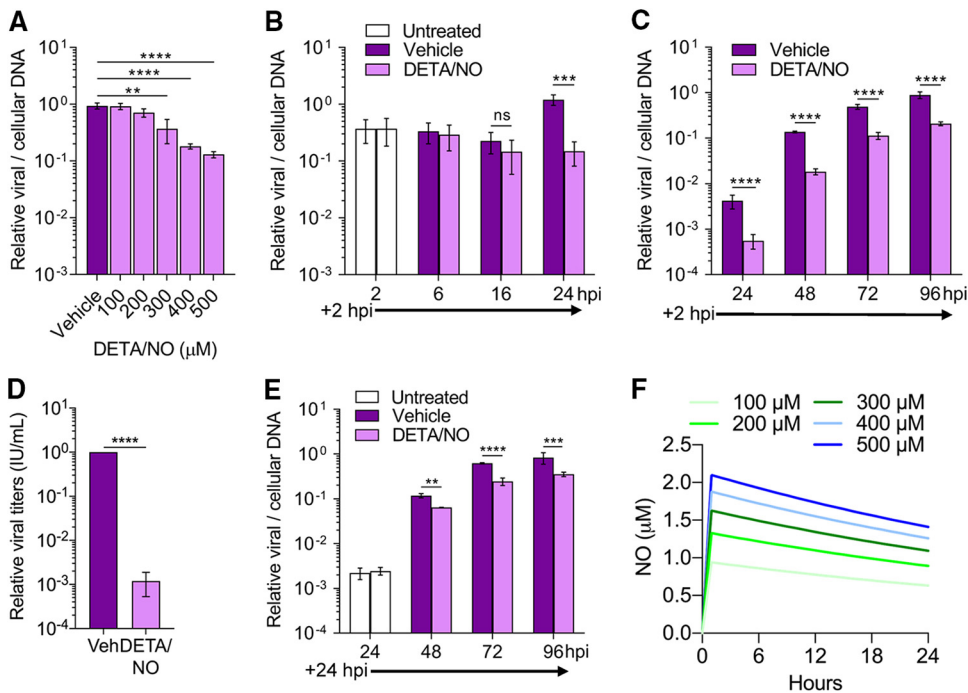 A
Relative viral / cellular DNA
10^1
10^0
10^-1
10^-2
10^-3
****
****
**
Vehicle
100
200
300
400
500
DETA/NO (μM)
B
Untreated
Vehicle
DETA/NO
Relative viral / cellular DNA
10^1
10^0
10^-1
10^-2
10^-3
ns
***
2 6 16 24 hpi
+2 hpi
C
Vehicle
DETA/NO
Relative viral / cellular DNA
10^1
10^0
10^-1
10^-2
10^-3
10^-4
****
****
****
****
24 48 72 96 hpi
+2 hpi
D
Relative viral titers (IU/mL)
10^1
10^0
10^-1
10^-2
10^-3
10^-4
****
Veh DETA/
NO
E
Untreated
Vehicle
DETA/NO
Relative viral / cellular DNA
10^1
10^0
10^-1
10^-2
10^-3
10^-4
**
****
***
24 48 72 96 hpi
+24 hpi
F
100 μM
200 μM
300 μM
400 μM
500 μM
NO (μM)
2.5
2.0
1.5
1.0
0.5
0.0
0 6 12 18 24
Hours